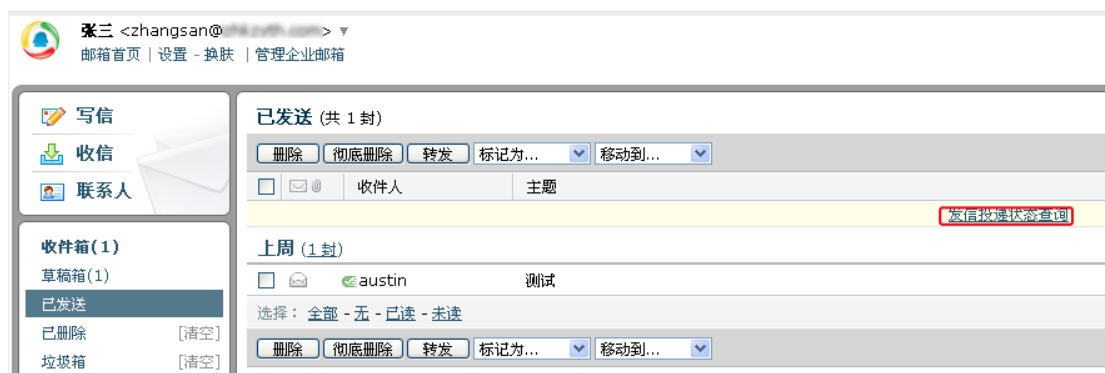 张三 <zhangsan@ >
邮箱首页 | 设置 - 换肤 | 管理企业邮箱
写信
收信
联系人
收件箱(1)
草稿箱(1)
已发送
已删除 [清空]
垃圾箱 [清空]
已发送 (共 1 封)
删除 彻底删除 转发 标记为... 移动到...
收件人 主题
发信投递状态查询
上周 (1 封)
austin 测试
选择： 全部 - 无 - 已读 - 未读
删除 彻底删除 转发 标记为... 移动到...